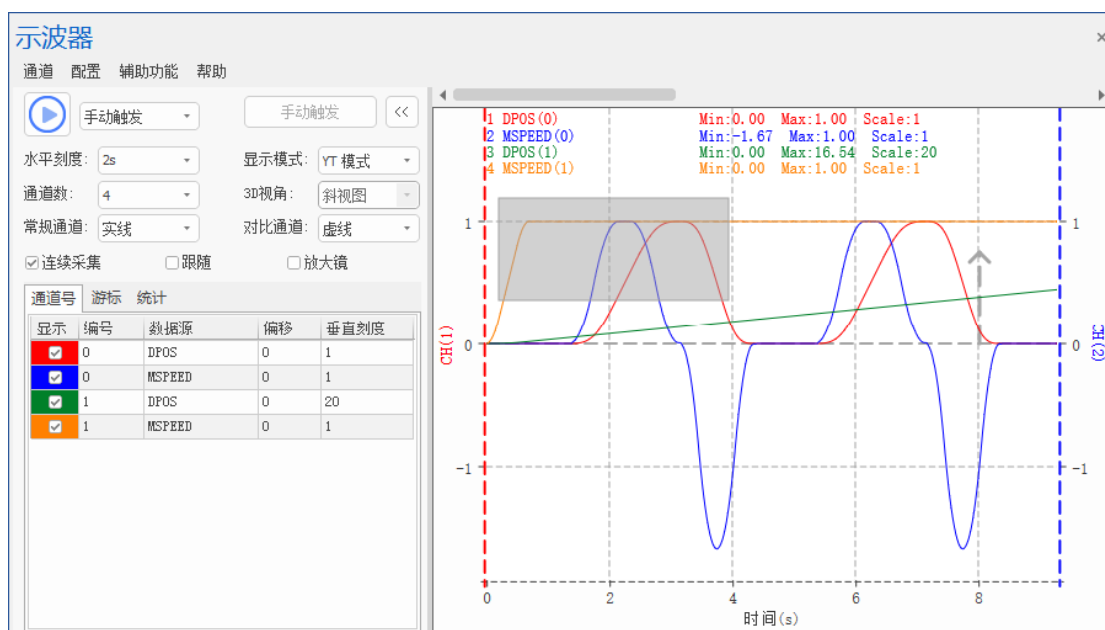 示波器
通道 配置 辅助功能 帮助
手动触发 手动触发 <<
水平刻度: 2s 显示模式: YT 模式
通道数: 4 3D视角: 斜视图
常规通道: 实线 对比通道: 虚线
连续采集 跟随 放大镜
通道号 游标 统计
显示 编号 数据源 偏移 垂直刻度
0 DPOS 0 1
0 MSPEED 0 1
1 DPOS 0 20
1 MSPEED 0 1
1 DPOS(0) Min:0.00 Max:1.00 Scale:1
2 MSPEED(0) Min:-1.67 Max:1.00 Scale:1
3 DPOS(1) Min:0.00 Max:16.54 Scale:20
4 MSPEED(1) Min:0.00 Max:1.00 Scale:1
1 1
CH(1)
0 0
CH(2)
-1 -1
0 2 4 6 8
时间(s)